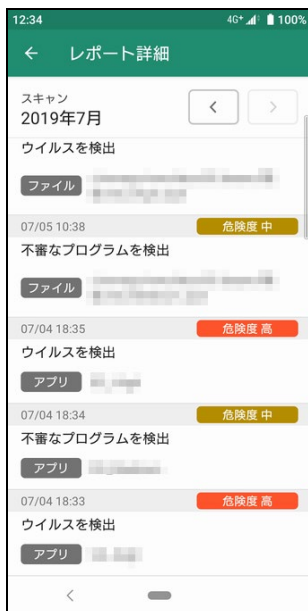 12:34 4G+ 100%
← レポート詳細
スキャン
2019年7月
ウイルスを検出
ファイル
07/05 10:38 危険度 中
不審なプログラムを検出
ファイル
07/04 18:35 危険度 高
ウイルスを検出
アプリ
07/04 18:34 危険度 中
不審なプログラムを検出
アプリ
07/04 18:33 危険度 高
ウイルスを検出
アプリ